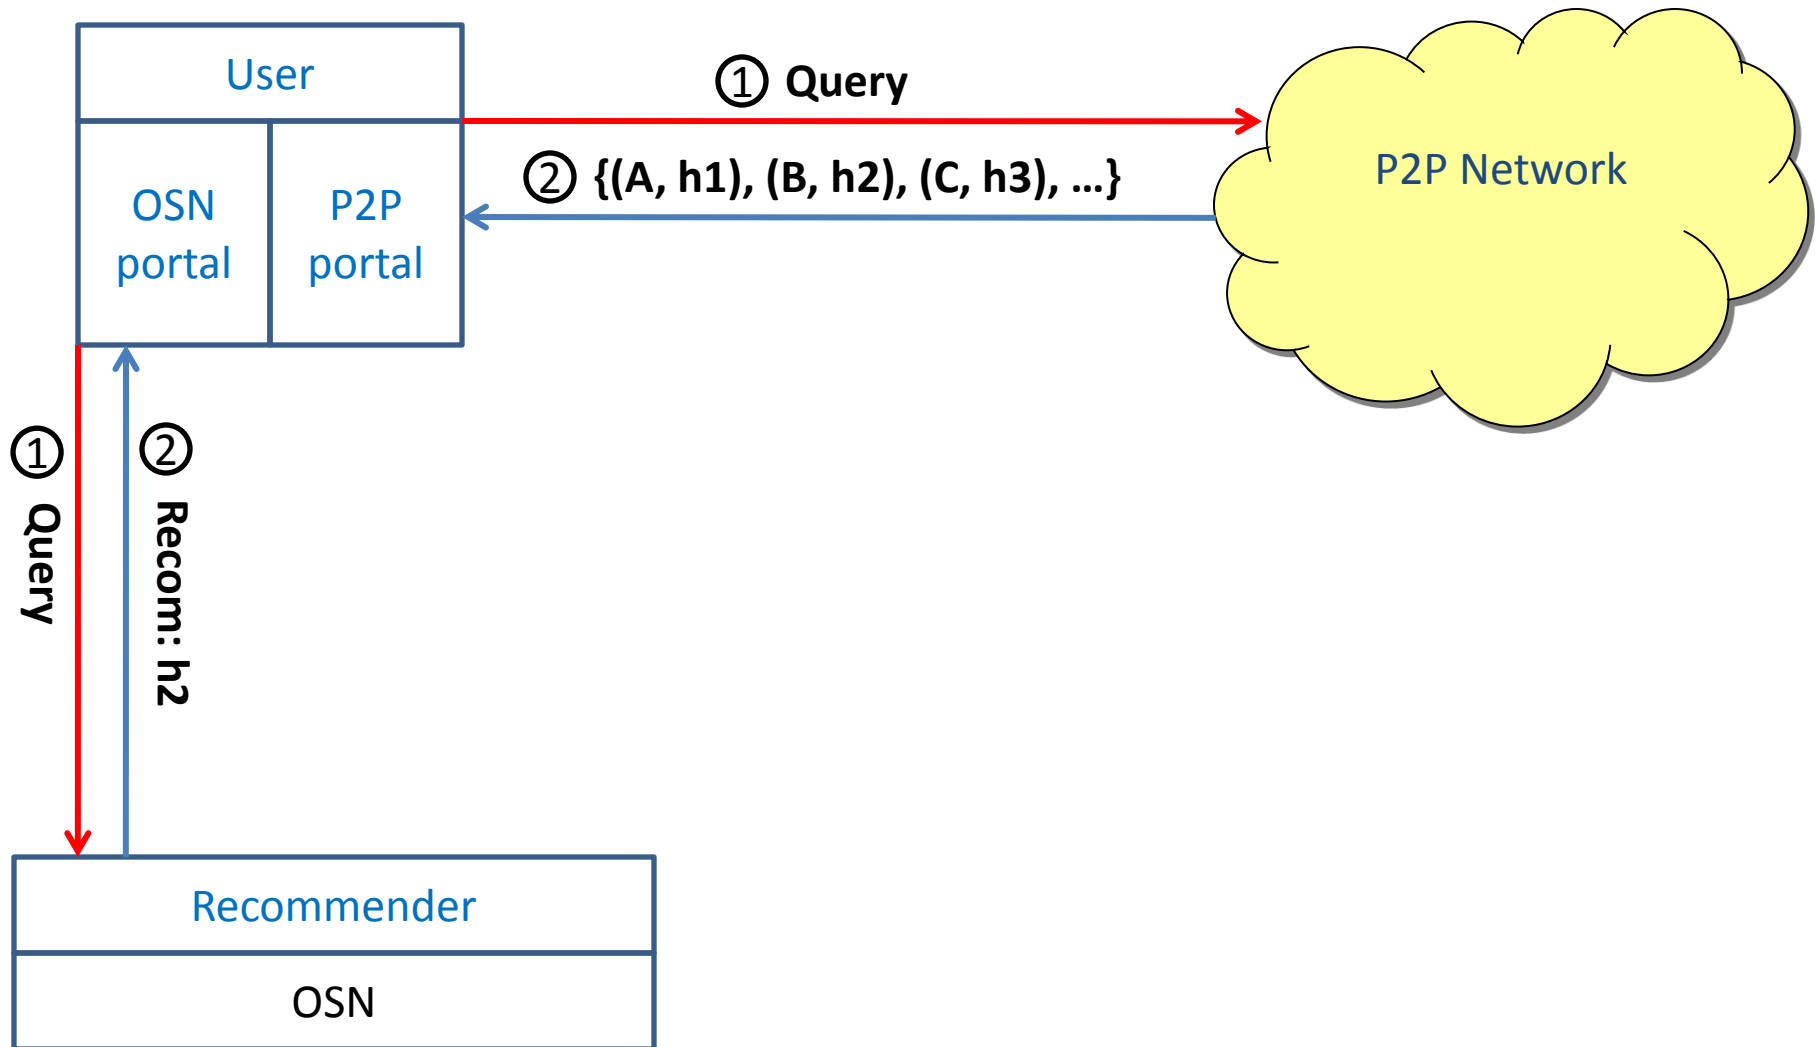 User
① Query
P2P Network
② {(A, h1), (B, h2), (C, h3), ...}
OSN
portal
P2P
portal
① Query
② Recom: h2
Recommender
OSN